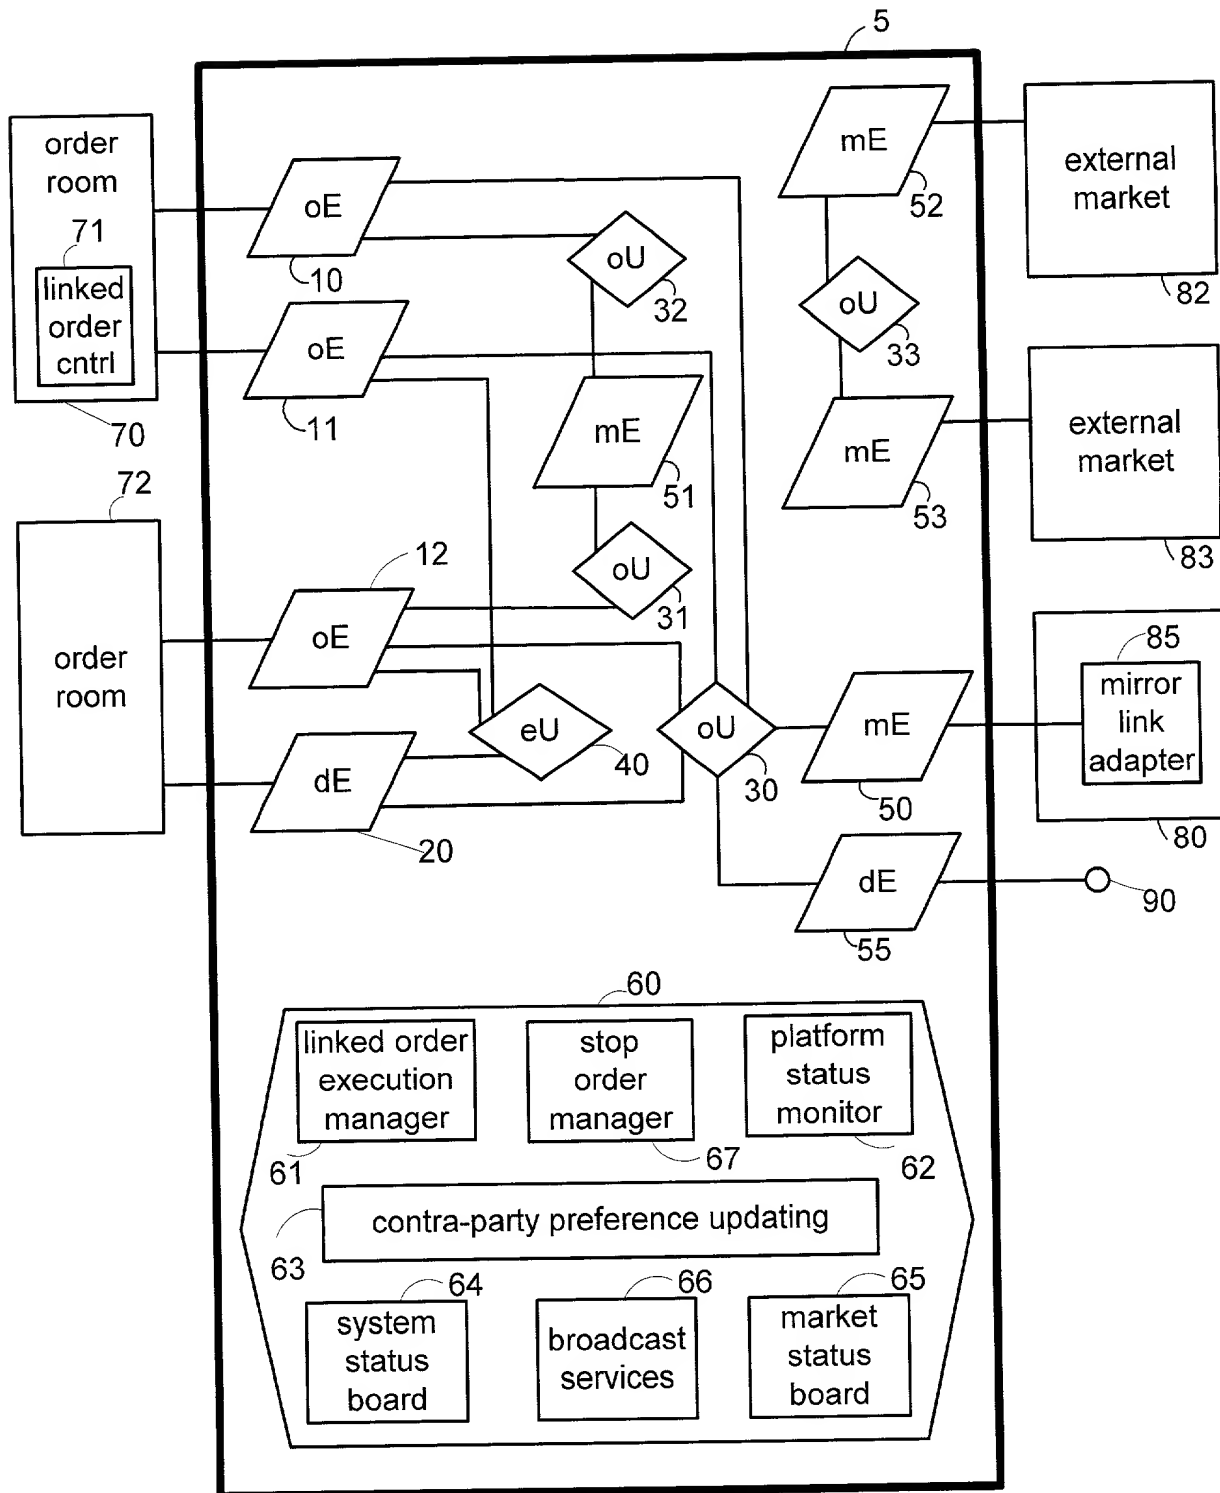 5
order
room
71
linked
order
cntrl
70
oE
10
oE
11
oU
32
mE
51
oU
31
mE
52
oU
33
mE
53
external
market
82
external
market
83
72
order
room
12
oE
dE
20
eU
40
oU
30
mE
50
dE
55
85
mirror
link
adapter
80
90
60
linked order
execution
manager
61
stop
order
manager
67
platform
status
monitor
62
contra-party preference updating
63
64
system
status
board
66
broadcast
services
65
market
status
board